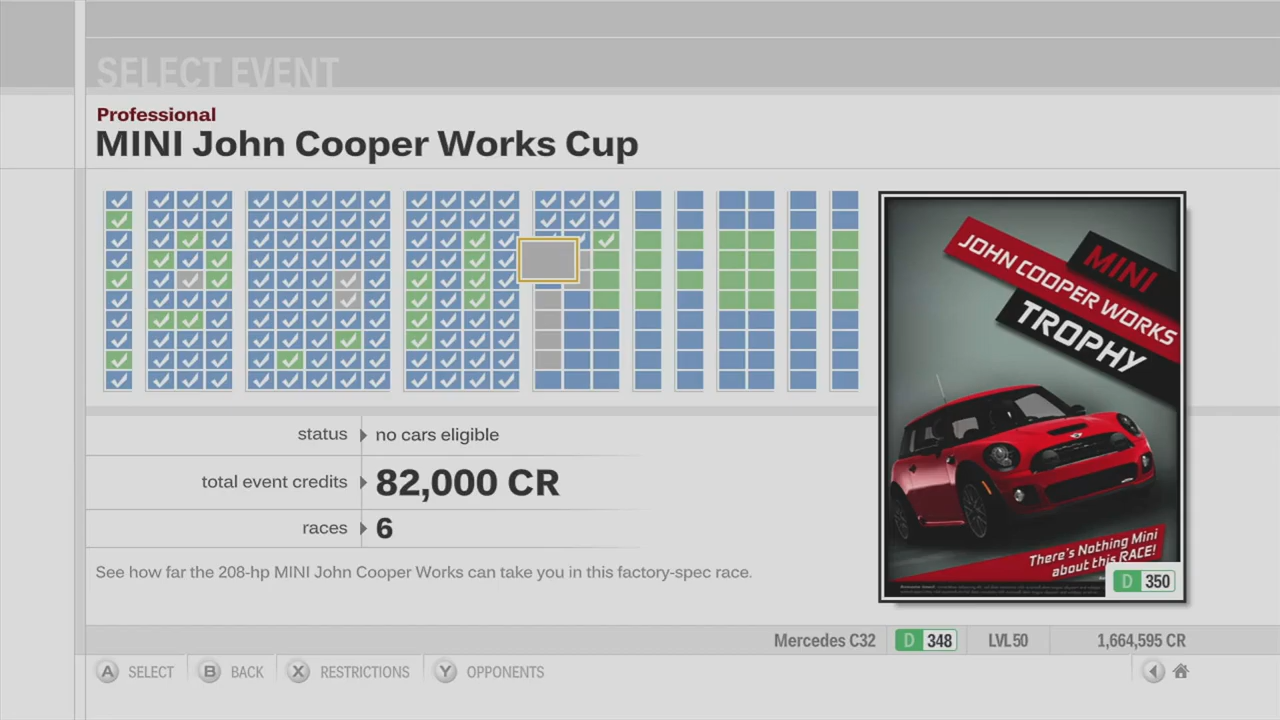 SELECT EVENT
Professional
MINI John Cooper Works Cup
MINI
JOHN COOPER WORKS
TROPHY
There's Nothing Mini
about this RACE!
D 350
status no cars eligible
total event credits 82,000 CR
races 6
See how far the 208-hp MINI John Cooper Works can take you in this factory-spec race.
Mercedes C32 D 348 LVL50 1,664,595 CR
A SELECT B BACK X RESTRICTIONS Y OPPONENTS